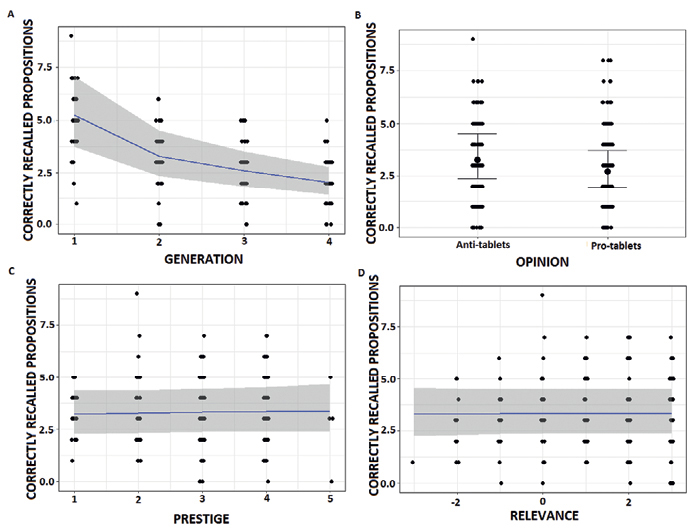 A
CORRECTLY RECALLED PROPOSITIONS
7.5
5.0
2.5
0.0
1 2 3 4
GENERATION
B
CORRECTLY RECALLED PROPOSITIONS
7.5
5.0
2.5
0.0
Anti-tablets Pro-tablets
OPINION
C
CORRECTLY RECALLED PROPOSITIONS
7.5
5.0
2.5
0.0
1 2 3 4 5
PRESTIGE
D
CORRECTLY RECALLED PROPOSITIONS
7.5
5.0
2.5
0.0
-2 0 2
RELEVANCE